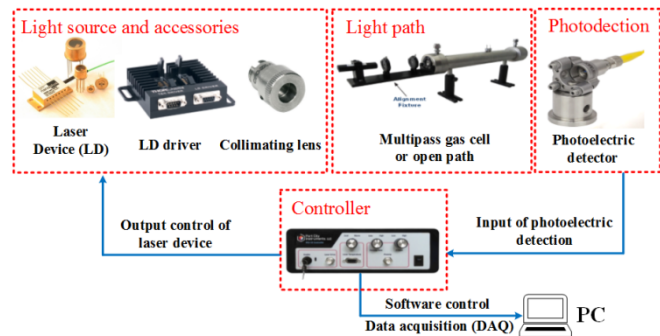 Light source and accessories
Light path
Photodection
Alignment
Fixture
Laser
Device (LD)
LD driver
Collimating lens
Multipass gas cell
or open path
Photoelectric
detector
Output control of
laser device
Controller
Input of photoelectric
detection
Software control
Data acquisition (DAQ)
PC